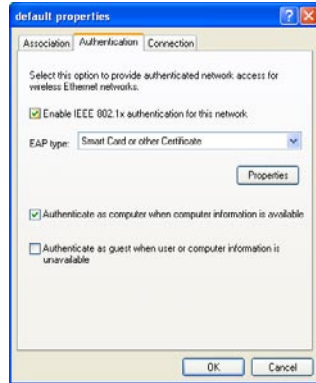 default properties
Association Authentication Connection
Select this option to provide authenticated network access for
wireless Ethernet networks.
Enable IEEE 802.1x authentication for this network
EAP type: Smart Card or other Certificate
Properties
Authenticate as computer when computer information is available
Authenticate as guest when user or computer information is
unavailable
OK Cancel